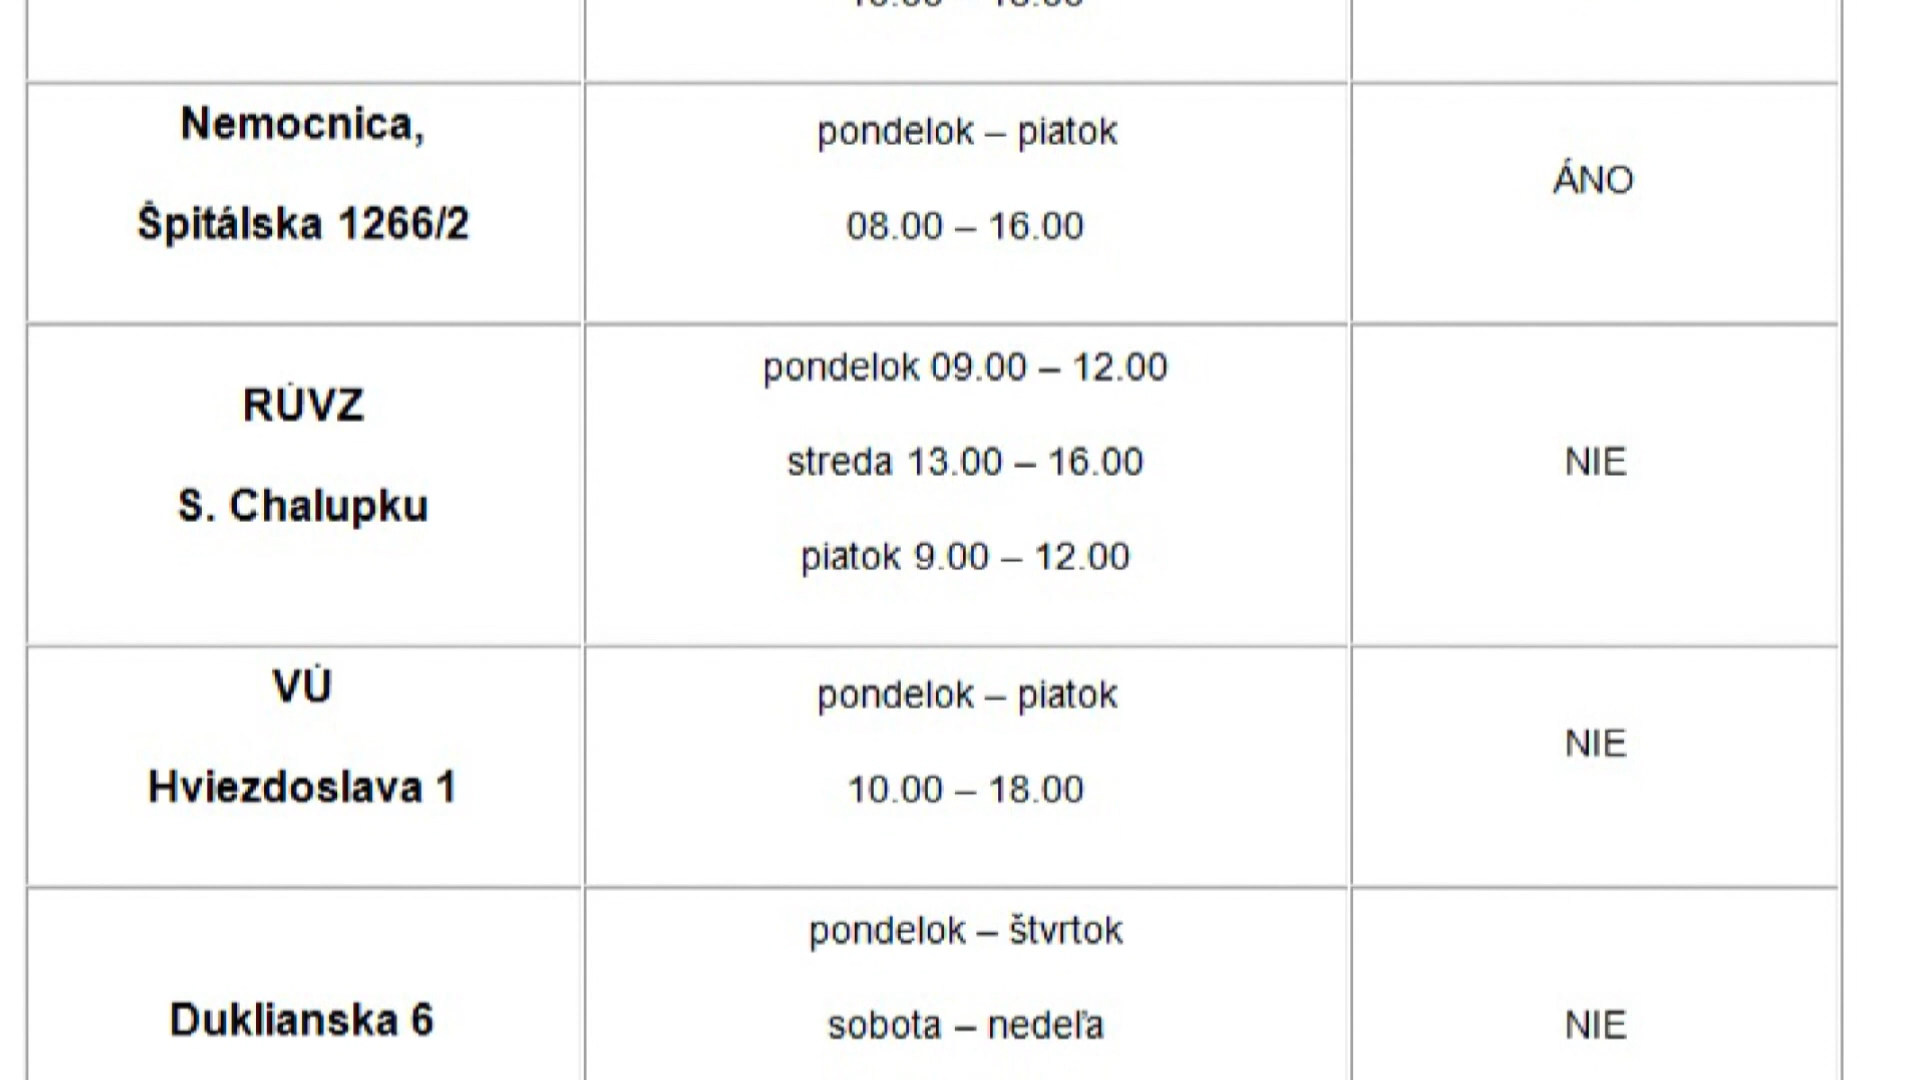 Nemocnica,
Špitálska 1266/2
pondelok – piatok
08.00 – 16.00
ÁNO
RÚVZ
S. Chalupku
pondelok 09.00 – 12.00
streda 13.00 – 16.00
piatok 9.00 – 12.00
NIE
VÚ
Hviezdoslava 1
pondelok – piatok
10.00 – 18.00
NIE
Duklianska 6
pondelok – štvrtok
sobota – nedeľa
NIE